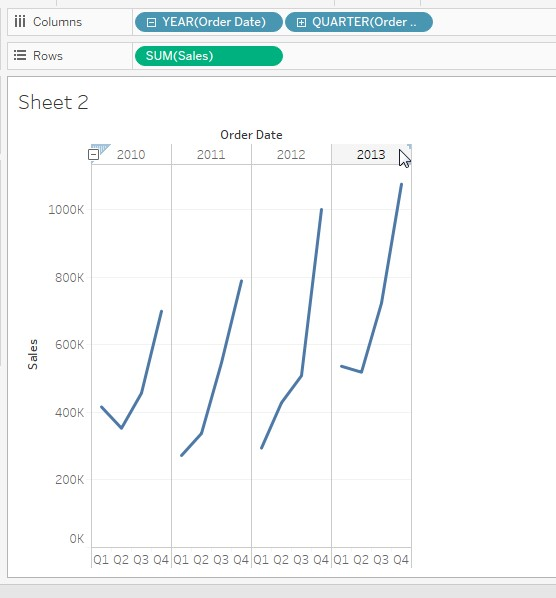 Columns YEAR(Order Date) QUARTER(Order ..
Rows SUM(Sales)
Sheet 2
Order Date
2010 2011 2012 2013
1000K
800K
600K
400K
200K
0K
Sales
Q1 Q2 Q3 Q4 Q1 Q2 Q3 Q4 Q1 Q2 Q3 Q4 Q1 Q2 Q3 Q4